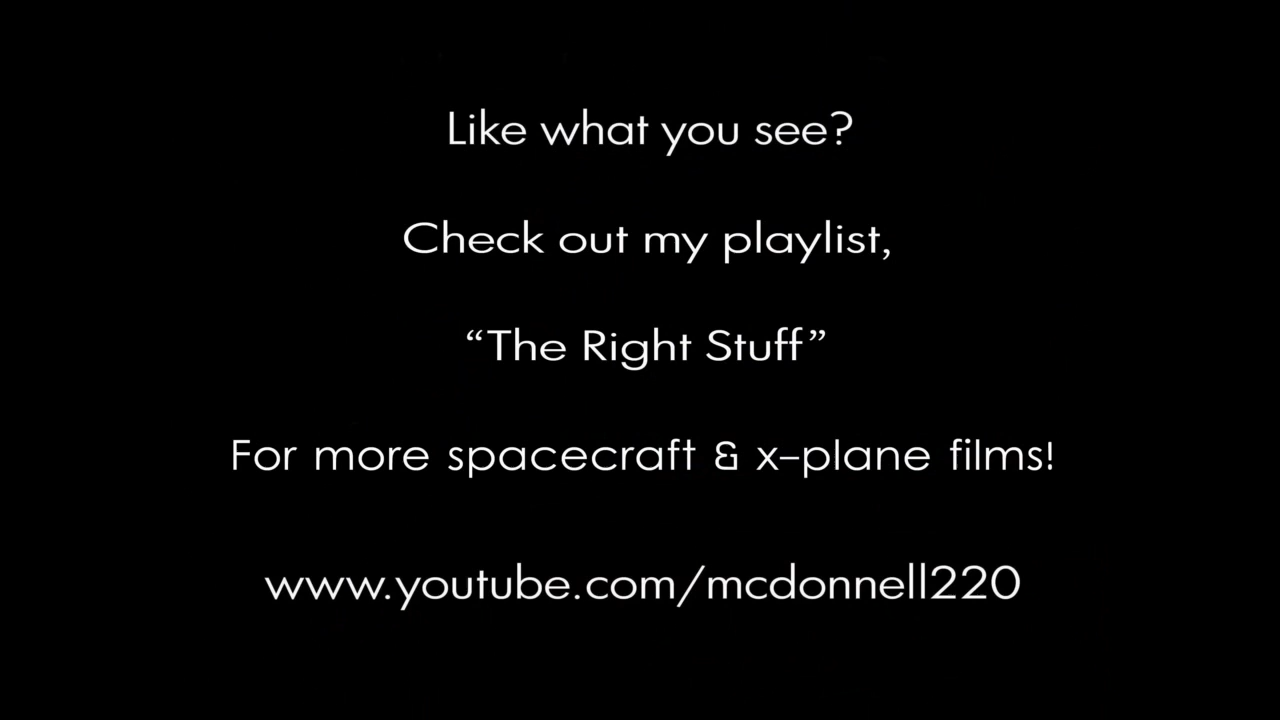 Like what you see?
Check out my playlist,
“The Right Stuff”
For more spacecraft & x-plane films!
www.youtube.com/mcdonnell220